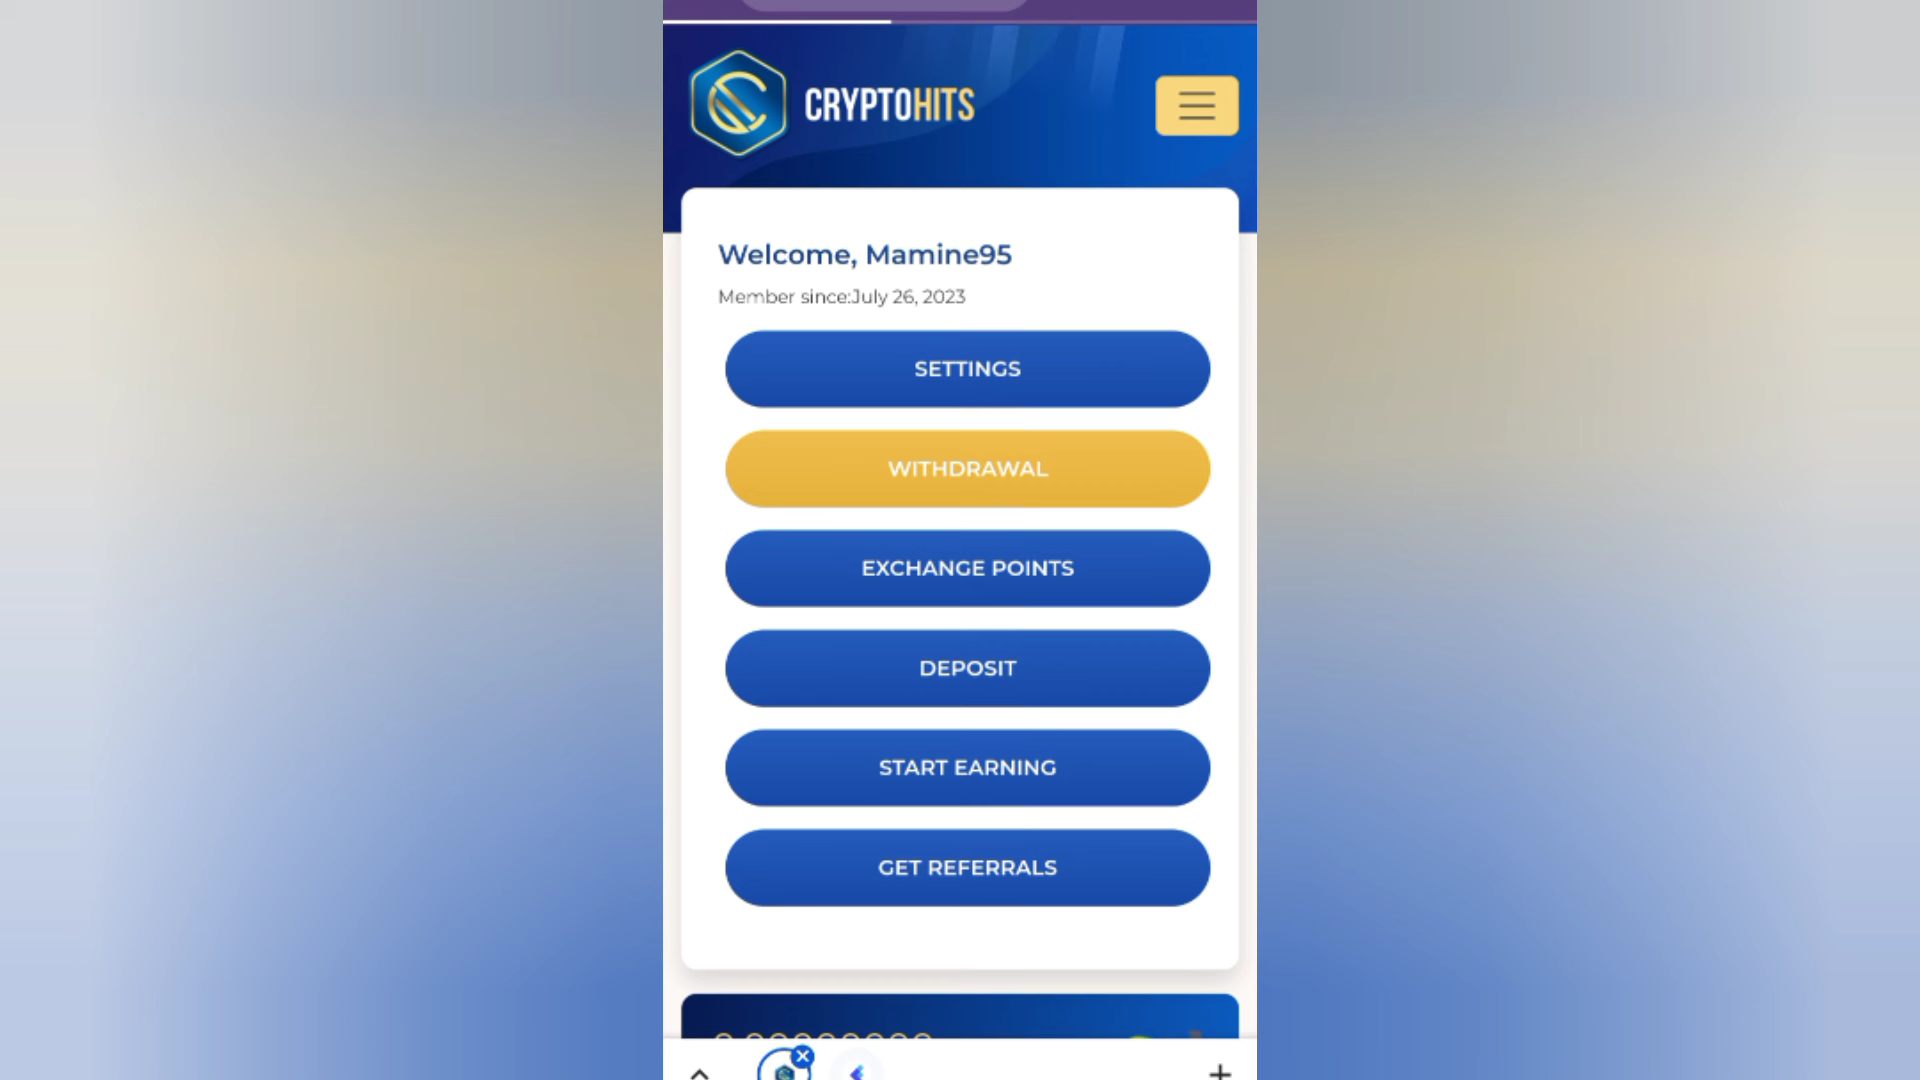 CRYPTOHITS
Welcome, Mamine95
Member since:July 26, 2023
SETTINGS
WITHDRAWAL
EXCHANGE POINTS
DEPOSIT
START EARNING
GET REFERRALS